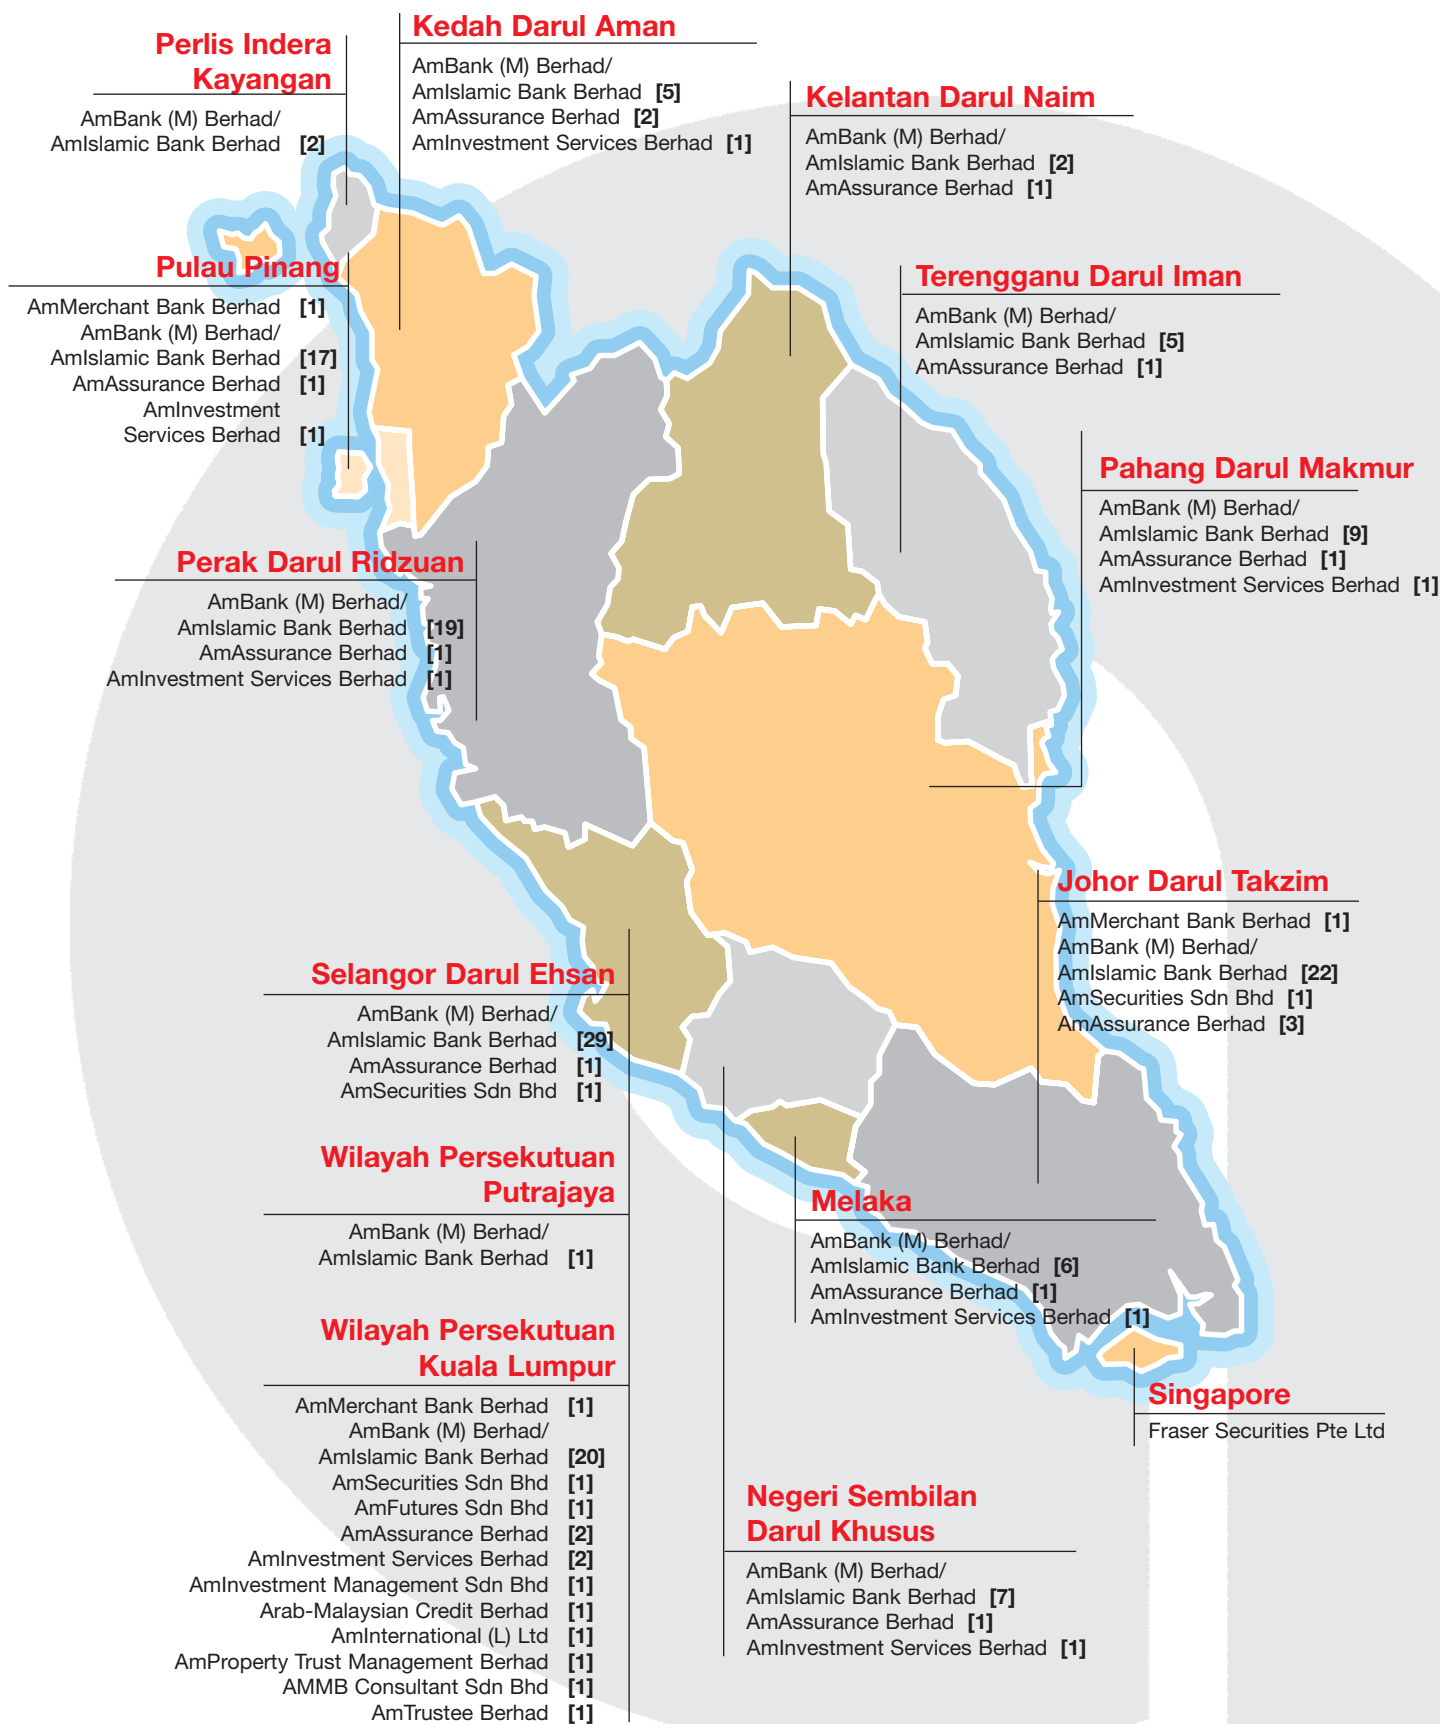 Perlis Indera
Kayangan
AmBank (M) Berhad/
AmIslamic Bank Berhad [2]
Kedah Darul Aman
AmBank (M) Berhad/
AmIslamic Bank Berhad [5]
AmAssurance Berhad [2]
AmInvestment Services Berhad [1]
Kelantan Darul Naim
AmBank (M) Berhad/
AmIslamic Bank Berhad [2]
AmAssurance Berhad [1]
Pulau Pinang
AmMerchant Bank Berhad [1]
AmBank (M) Berhad/
AmIslamic Bank Berhad [17]
AmAssurance Berhad [1]
AmInvestment
Services Berhad [1]
Terengganu Darul Iman
AmBank (M) Berhad/
AmIslamic Bank Berhad [5]
AmAssurance Berhad [1]
Pahang Darul Makmur
AmBank (M) Berhad/
AmIslamic Bank Berhad [9]
AmAssurance Berhad [1]
AmInvestment Services Berhad [1]
Perak Darul Ridzuan
AmBank (M) Berhad/
AmIslamic Bank Berhad [19]
AmAssurance Berhad [1]
AmInvestment Services Berhad [1]
Johor Darul Takzim
AmMerchant Bank Berhad [1]
AmBank (M) Berhad/
AmIslamic Bank Berhad [22]
AmSecurities Sdn Bhd [1]
AmAssurance Berhad [3]
Selangor Darul Ehsan
AmBank (M) Berhad/
AmIslamic Bank Berhad [29]
AmAssurance Berhad [1]
AmSecurities Sdn Bhd [1]
Wilayah Persekutuan
Putrajaya
AmBank (M) Berhad/
AmIslamic Bank Berhad [1]
Melaka
AmBank (M) Berhad/
AmIslamic Bank Berhad [6]
AmAssurance Berhad [1]
AmInvestment Services Berhad [1]
Wilayah Persekutuan
Kuala Lumpur
AmMerchant Bank Berhad [1]
AmBank (M) Berhad/
AmIslamic Bank Berhad [20]
AmSecurities Sdn Bhd [1]
AmFutures Sdn Bhd [1]
AmAssurance Berhad [2]
AmInvestment Services Berhad [2]
AmInvestment Management Sdn Bhd [1]
Arab-Malaysian Credit Berhad [1]
AmInternational (L) Ltd [1]
AmProperty Trust Management Berhad [1]
AMMB Consultant Sdn Bhd [1]
AmTrustee Berhad [1]
Singapore
Fraser Securities Pte Ltd
Negeri Sembilan
Darul Khusus
AmBank (M) Berhad/
AmIslamic Bank Berhad [7]
AmAssurance Berhad [1]
AmInvestment Services Berhad [1]